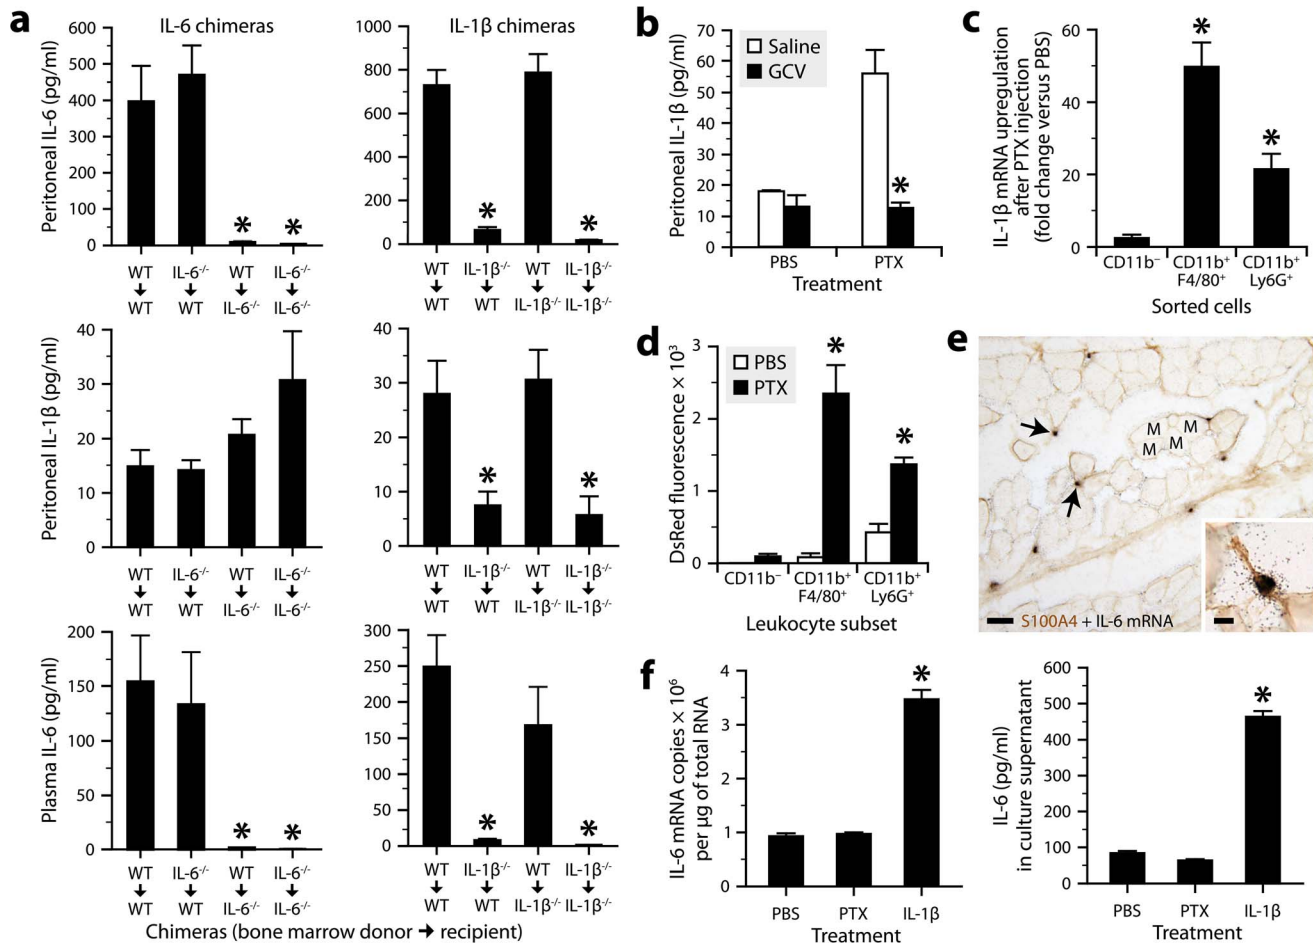 a
IL-6 chimeras
Peritoneal IL-6 (pg/ml)
600
500
400
300
200
100
0
WT IL-6-/- WT IL-6-/-
WT WT IL-6-/- IL-6-/-
IL-1β chimeras
1000
800
600
400
200
0
WT IL-1β-/- WT IL-1β-/-
WT WT IL-1β-/- IL-1β-/-
Peritoneal IL-1β (pg/ml)
40
30
20
10
0
WT IL-6-/- WT IL-6-/-
WT WT IL-6-/- IL-6-/-
40
30
20
10
0
WT IL-1β-/- WT IL-1β-/-
WT WT IL-1β-/- IL-1β-/-
Plasma IL-6 (pg/ml)
200
150
100
50
0
WT IL-6-/- WT IL-6-/-
WT WT IL-6-/- IL-6-/-
300
250
200
150
100
50
0
WT IL-1β-/- WT IL-1β-/-
WT WT IL-1β-/- IL-1β-/-
Chimeras (bone marrow donor → recipient)
b
Peritoneal IL-1β (pg/ml)
70
60
50
40
30
20
10
0
Saline
GCV
*
PBS PTX
Treatment
c
IL-1β mRNA upregulation
after PTX injection
(fold change versus PBS)
60
40
20
0
* *
CD11b– CD11b+ CD11b+
F4/80+ Ly6G+
Sorted cells
d
DsRed fluorescence × 10³
3
2
1
0
PBS
PTX
* *
CD11b– CD11b+ CD11b+
F4/80+ Ly6G+
Leukocyte subset
e
M M
M M
S100A4 + IL-6 mRNA
f
IL-6 mRNA copies × 10⁶
per µg of total RNA
4
3
2
1
0
*
PBS PTX IL-1β
Treatment
IL-6 (pg/ml)
in culture supernatant
600
500
400
300
200
100
0
*
PBS PTX IL-1β
Treatment